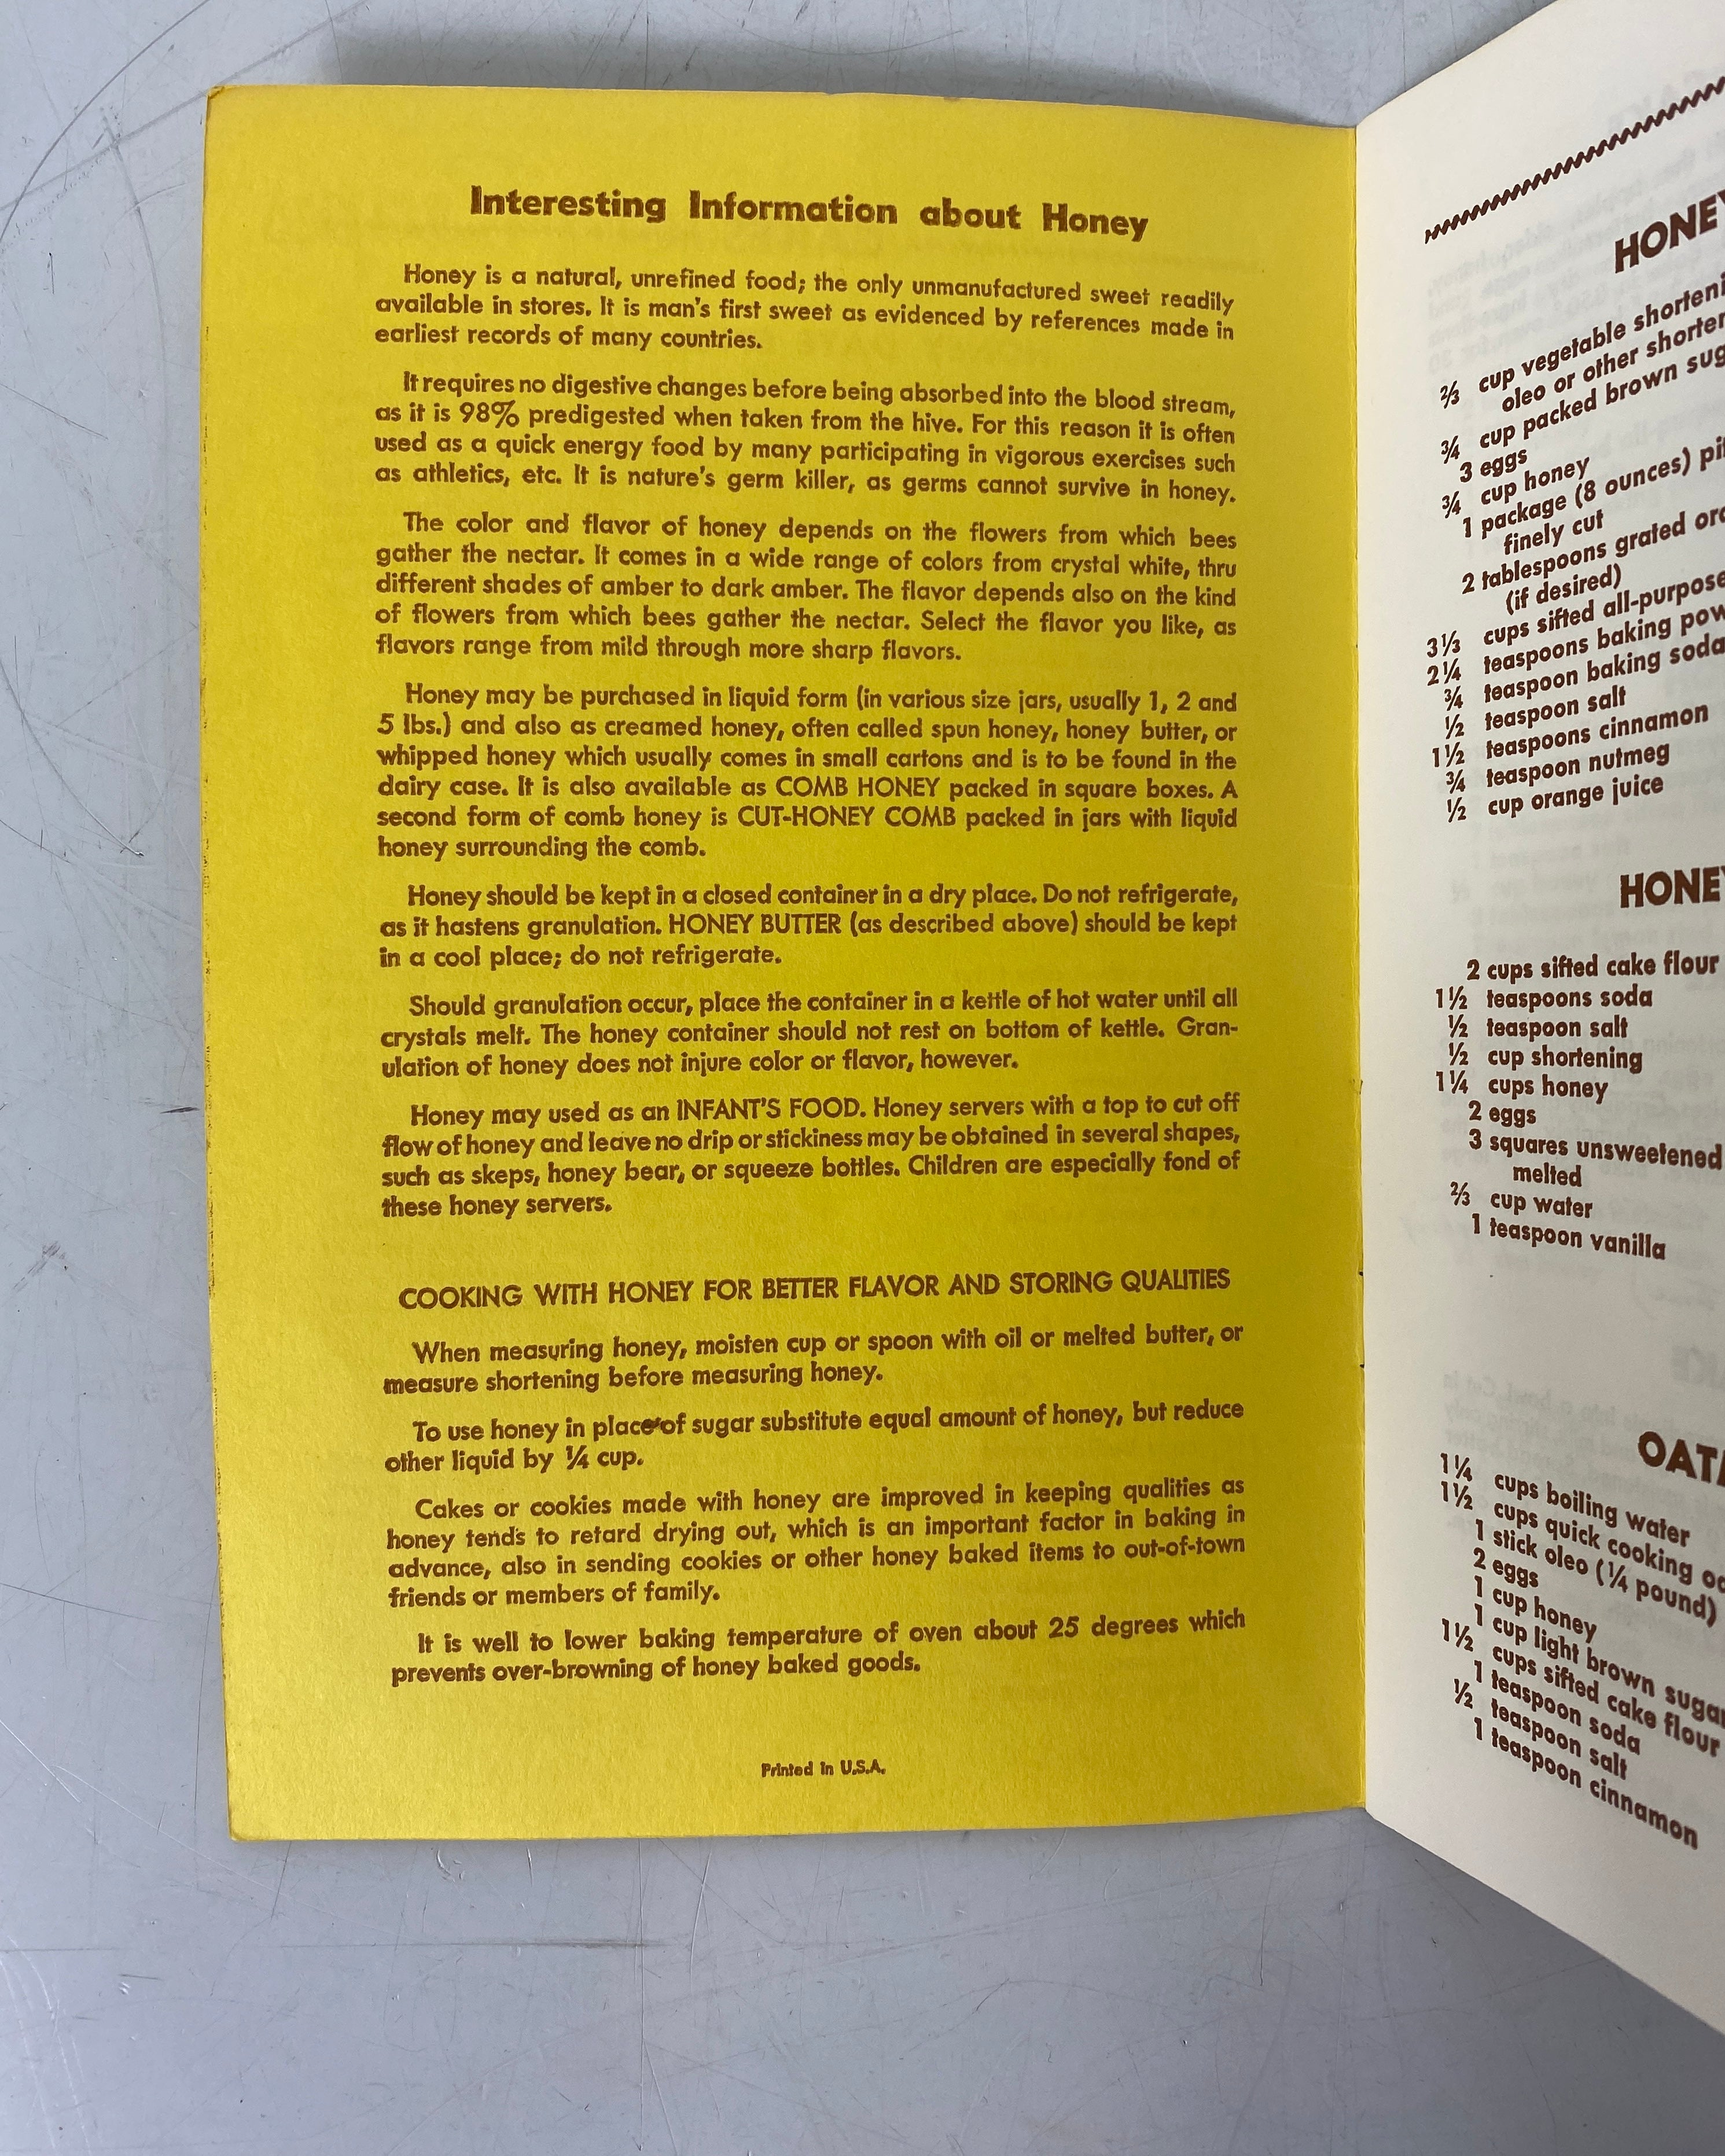 Interesting Information about Honey
Honey is a natural, unrefined food; the only unmanufactured sweet readily
available in stores. It is man's first sweet as evidenced by references made in
earliest records of many countries.
It requires no digestive changes before being absorbed into the blood stream,
as it is 98% predigested when taken from the hive. For this reason it is often
used as a quick energy food by many participating in vigorous exercises such
as athletics, etc. It is nature's germ killer, as germs cannot survive in honey.
The color and flavor of honey depends on the flowers from which bees
gather the nectar. It comes in a wide range of colors from crystal white, thru
different shades of amber to dark amber. The flavor depends also on the kind
of flowers from which bees gather the nectar. Select the flavor you like, as
flavors range from mild through more sharp flavors.
Honey may be purchased in liquid form (in various size jars, usually 1, 2 and
5 lbs.) and also as creamed honey, often called spun honey, honey butter, or
whipped honey which usually comes in small cartons and is to be found in the
dairy case. It is also available as COMB HONEY packed in square boxes. A
second form of comb honey is CUT-HONEY COMB packed in jars with liquid
honey surrounding the comb.
Honey should be kept in a closed container in a dry place. Do not refrigerate,
as it hastens granulation. HONEY BUTTER (as described above) should be kept
in a cool place; do not refrigerate.
Should granulation occur, place the container in a kettle of hot water until all
crystals melt. The honey container should not rest on bottom of kettle. Gran-
ulation of honey does not injure color or flavor, however.
Honey may used as an INFANT'S FOOD. Honey servers with a top to cut off
flow of honey and leave no drip or stickiness may be obtained in several shapes,
such as skeps, honey bear, or squeeze bottles. Children are especially fond of
these honey servers.
COOKING WITH HONEY FOR BETTER FLAVOR AND STORING QUALITIES
When measuring honey, moisten cup or spoon with oil or melted butter, or
measure shortening before measuring honey.
To use honey in place of sugar substitute equal amount of honey, but reduce
other liquid by ¼ cup.
Cakes or cookies made with honey are improved in keeping qualities as
honey tends to retard drying out, which is an important factor in baking in
advance, also in sending cookies or other honey baked items to out-of-town
friends or members of family.
It is well to lower baking temperature of oven about 25 degrees which
prevents over-browning of honey baked goods.
Printed in U.S.A.
HONEY
⅔ cup vegetable
oleo or other
¾ cup packed brown
3 eggs
¾ cup honey
1 package (8 ounces)
finely cut
2 tablespoons grated
(if desired)
3⅓ cups sifted all-purpose
2¼ teaspoons baking
¾ teaspoon baking soda
½ teaspoon salt
1½ teaspoons cinnamon
¾ teaspoon nutmeg
½ cup orange juice
HONEY
2 cups sifted cake flour
1½ teaspoons soda
½ teaspoon salt
½ cup shortening
1¼ cups honey
2 eggs
3 squares unsweetened
melted
⅔ cup water
1 teaspoon vanilla
1¼ cups boiling water
1½ cups quick cooking
1 stick oleo (¼ pound)
2 eggs
1 cup honey
1 cup light brown sugar
1½ cups sifted cake flour
1 teaspoon soda
½ teaspoon salt
1 teaspoon cinnamon